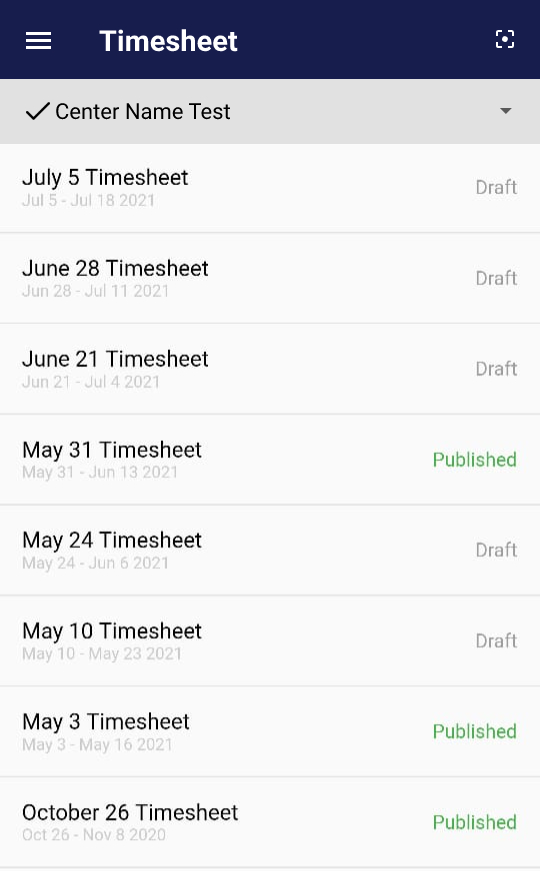 Timesheet
Center Name Test
July 5 Timesheet
Draft
Jul 5 - Jul 18 2021
June 28 Timesheet
Draft
Jun 28 - Jul 11 2021
June 21 Timesheet
Draft
Jun 21 - Jul 4 2021
May 31 Timesheet
Published
May 31 - Jun 13 2021
May 24 Timesheet
Draft
May 24 - Jun 6 2021
May 10 Timesheet
Draft
May 10 - May 23 2021
May 3 Timesheet
Published
May 3 - May 16 2021
October 26 Timesheet
Published
Oct 26 - Nov 8 2020